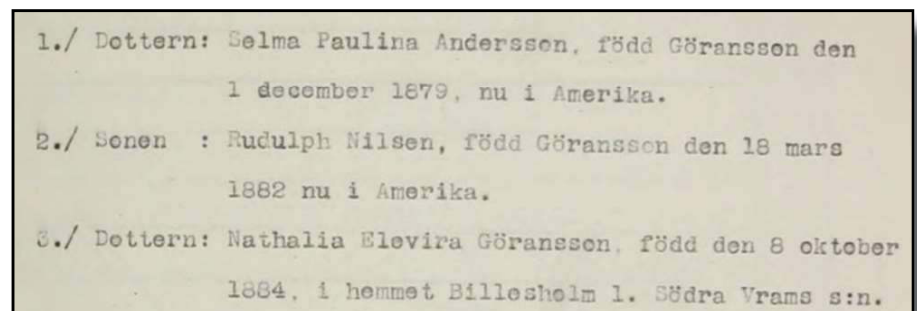 1./ Dottern: Selma Paulina Andersson, född Göransson den
1 december 1879, nu i Amerika.
2./ Sonen : Rudulph Nilsen, född Göransson den 18 mars
1882 nu i Amerika.
3./ Dottern: Nathalia Elevira Göransson, född den 8 oktober
1884, i hemmet Billesholm 1. Södra Vrams s:n.